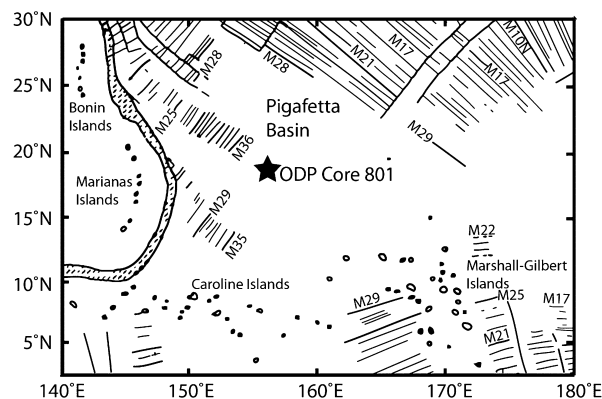 30°N
25°N
20°N
15°N
10°N
5°N
M28
M28
M21
M17
M10N
M17
M29
Bonin
Islands
M25
M36
Pigafetta
Basin
ODP Core 801
Marianas
Islands
M29
M35
M22
Caroline Islands
Marshall-Gilbert
Islands
M29
M25
M17
M21
140°E
150°E
160°E
170°E
180°E